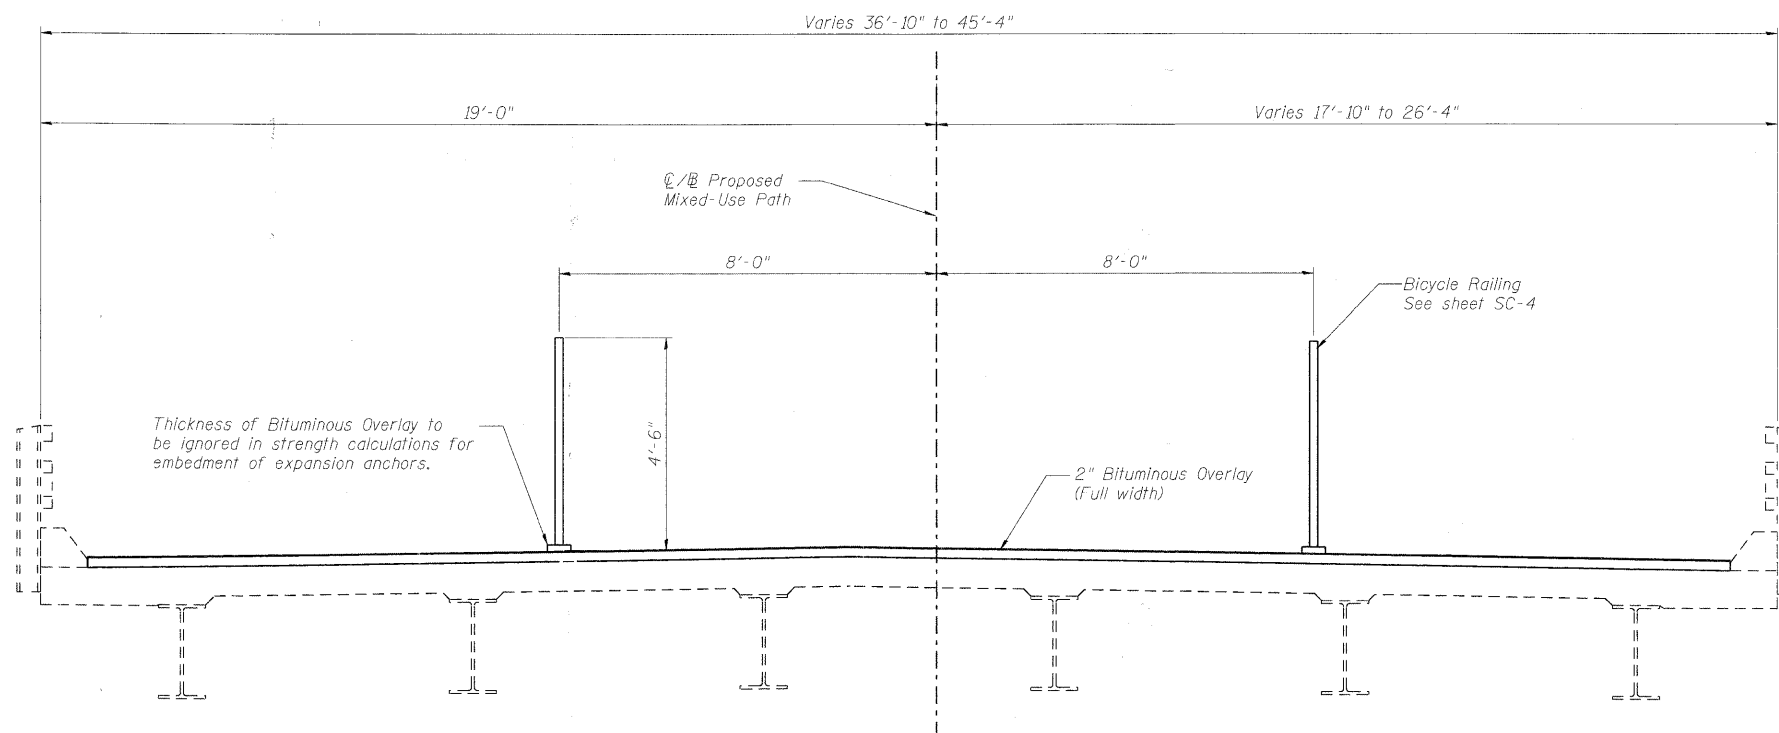 Varies 36'-10" to 45'-4"
19'-0"
Varies 17'-10" to 26'-4"
℄/B Proposed
Mixed-Use Path
8'-0"
8'-0"
Bicycle Railing
See sheet SC-4
4'-6"
Thickness of Bituminous Overlay to
be ignored in strength calculations for
embedment of expansion anchors.
2" Bituminous Overlay
(Full width)